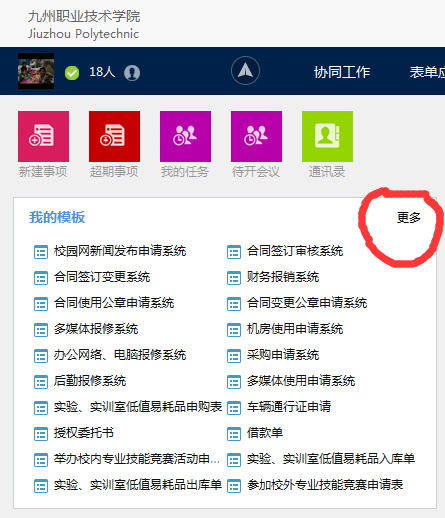 九州职业技术学院
Jiuzhou Polytechnic
18人 协同工作 表单应
新建事项 超期事项 我的任务 待开会议 通讯录
我的模板 更多
校园网新闻发布申请系统 合同签订审核系统
合同签订变更系统 财务报销系统
合同使用公章申请系统 合同变更公章申请系统
多媒体报修系统 机房使用申请系统
办公网络、电脑报修系统 采购申请系统
后勤报修系统 多媒体使用申请系统
实验、实训室低值易耗品申购表 车辆通行证申请
授权委托书 借款单
举办校内专业技能竞赛活动申... 实验、实训室低值易耗品入库单
实验、实训室低值易耗品出库单 参加校外专业技能竞赛申请表